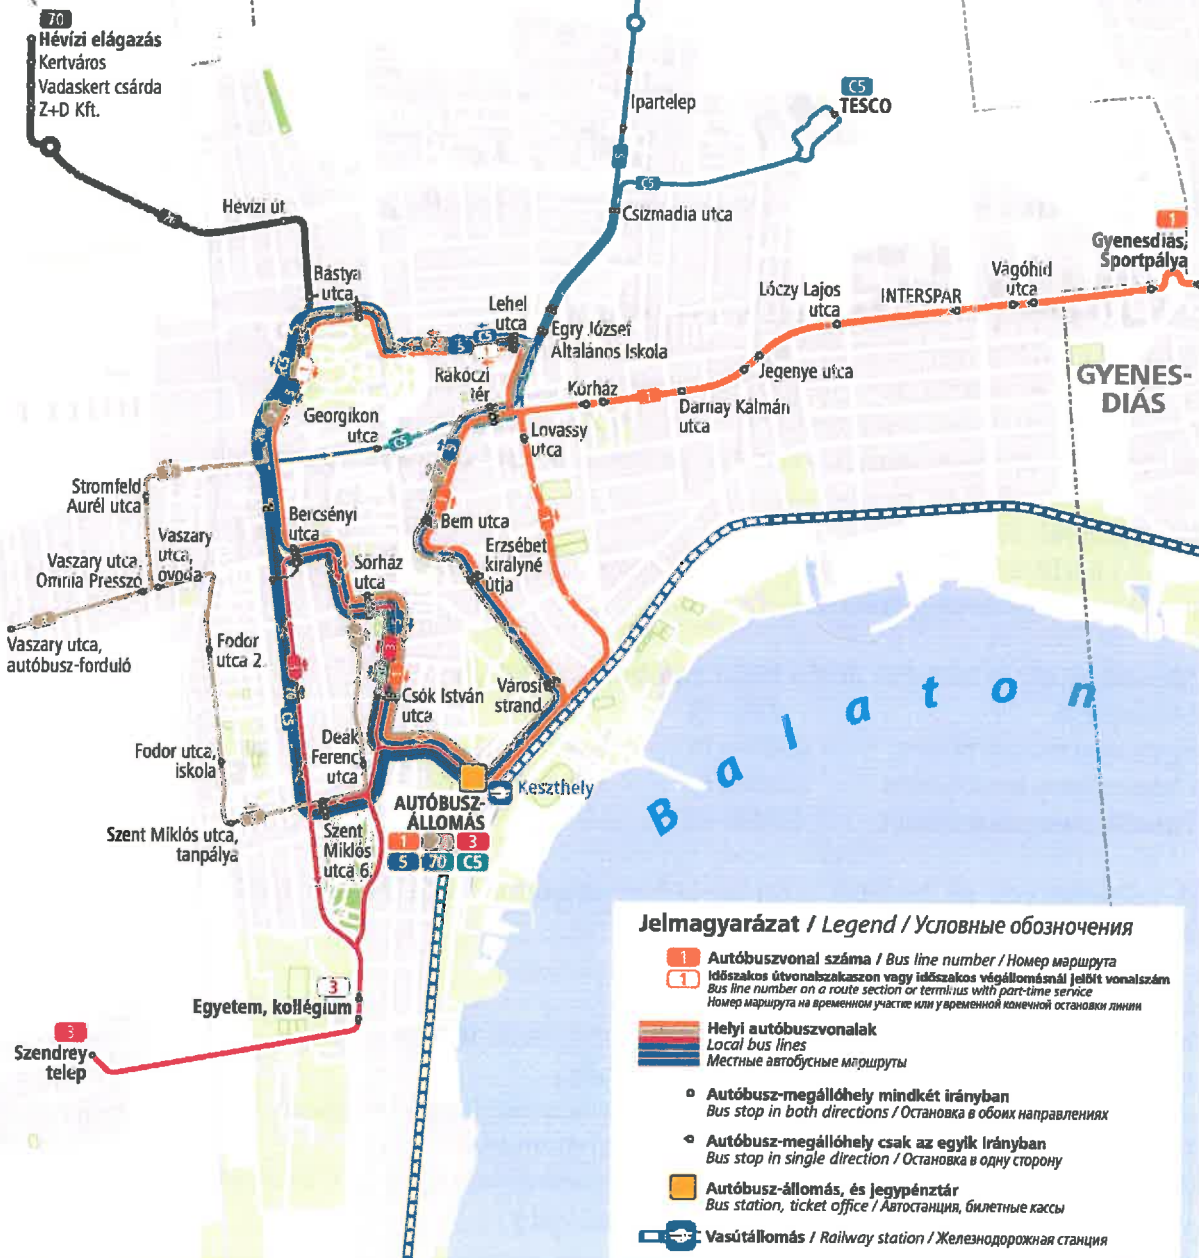 70
Hévízi elágazás
Kertváros
Vadaskert csárda
Z+D Kft.
Ipartelep
C5
TESCO
5
C5
Hévízi út
Csizmadia utca
1
Gyenesdiás,
Sportpálya
Bástya
utca
Vágóhíd
utca
Lóczy Lajos
utca
INTERSPAR
Lehel
utca
Egry József
Általános Iskola
5
C5
1
Rákóczi
tér
Jegenye utca
Kórház
1
GYENES-
DIÁS
Darnay Kálmán
utca
Georgikon
utca
C5
Lovassy
utca
Stromfeld
Aurél utca
Bercsényi
utca
Bem utca
Vaszary
utca,
óvoda
Vaszary utca,
Omnia Presszó
Sörház
utca
Erzsébet
királyné
útja
Vaszary utca,
autóbusz-forduló
Fodor
utca 2.
70
C5
Városi
strand
Csók István
utca
Balaton
Fodor utca,
iskola
Deák
Ferenc
utca
Keszthely
AUTÓBUSZ-
ÁLLOMÁS
1
3
5
70
C5
Szent Miklós utca,
tanpálya
Szent
Miklós
utca 6.
3
Egyetem, kollégium
3
Szendrey
telep
Jelmagyarázat / Legend / Условные обозначения
1 Autóbuszvonal száma / Bus line number / Номер маршрута
1 Időszakos útvonalszakaszon vagy időszakos végállomásnál jelölt vonalszám
Bus line number on a route section or terminus with part-time service
Номер маршрута на временном участке или у временной конечной остановки линии
Helyi autóbuszvonalak
Local bus lines
Местные автобусные маршруты
Autóbusz-megállóhely mindkét irányban
Bus stop in both directions / Остановка в обоих направлениях
Autóbusz-megállóhely csak az egyik irányban
Bus stop in single direction / Остановка в одну сторону
Autóbusz-állomás, és jegypénztár
Bus station, ticket office / Автостанция, билетные кассы
Vasútállomás / Railway station / Железнодорожная станция